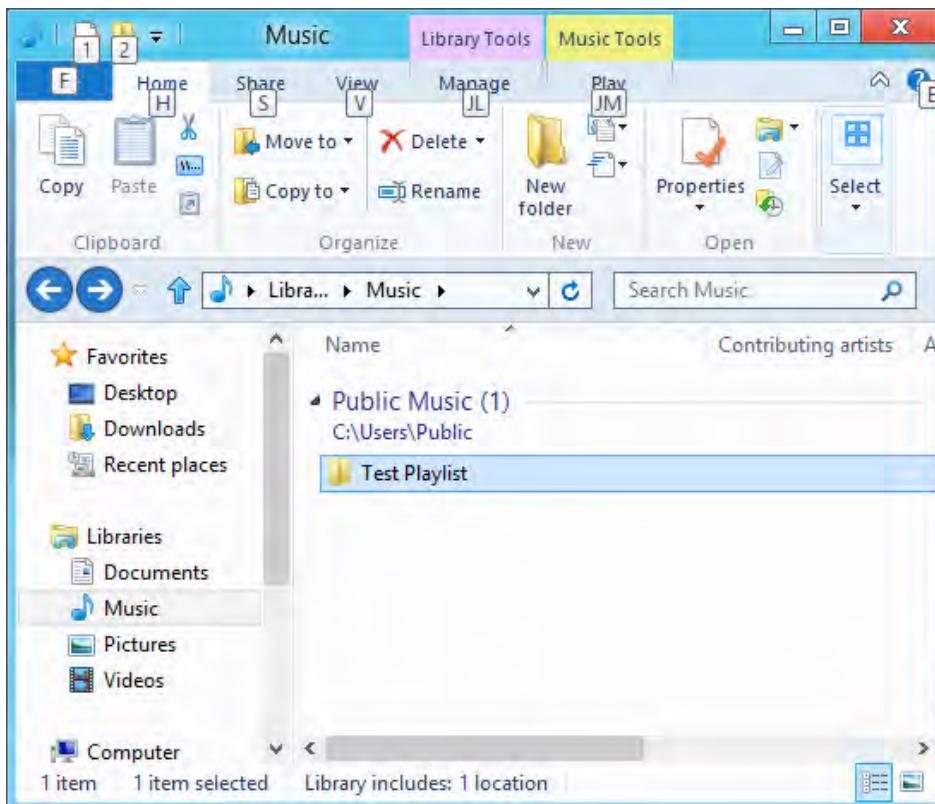 1 2 Music Library Tools Music Tools
F Home Share View Manage Play
H S V JL JM E
Move to Delete
Copy Paste Copy to Rename New folder Properties Select
Clipboard Organize New Open
Libra... Music Search Music
Favorites
Desktop
Downloads
Recent places
Libraries
Documents
Music
Pictures
Videos
Computer
Name Contributing artists A
Public Music (1)
C:\Users\Public
Test Playlist
1 item 1 item selected Library includes: 1 location